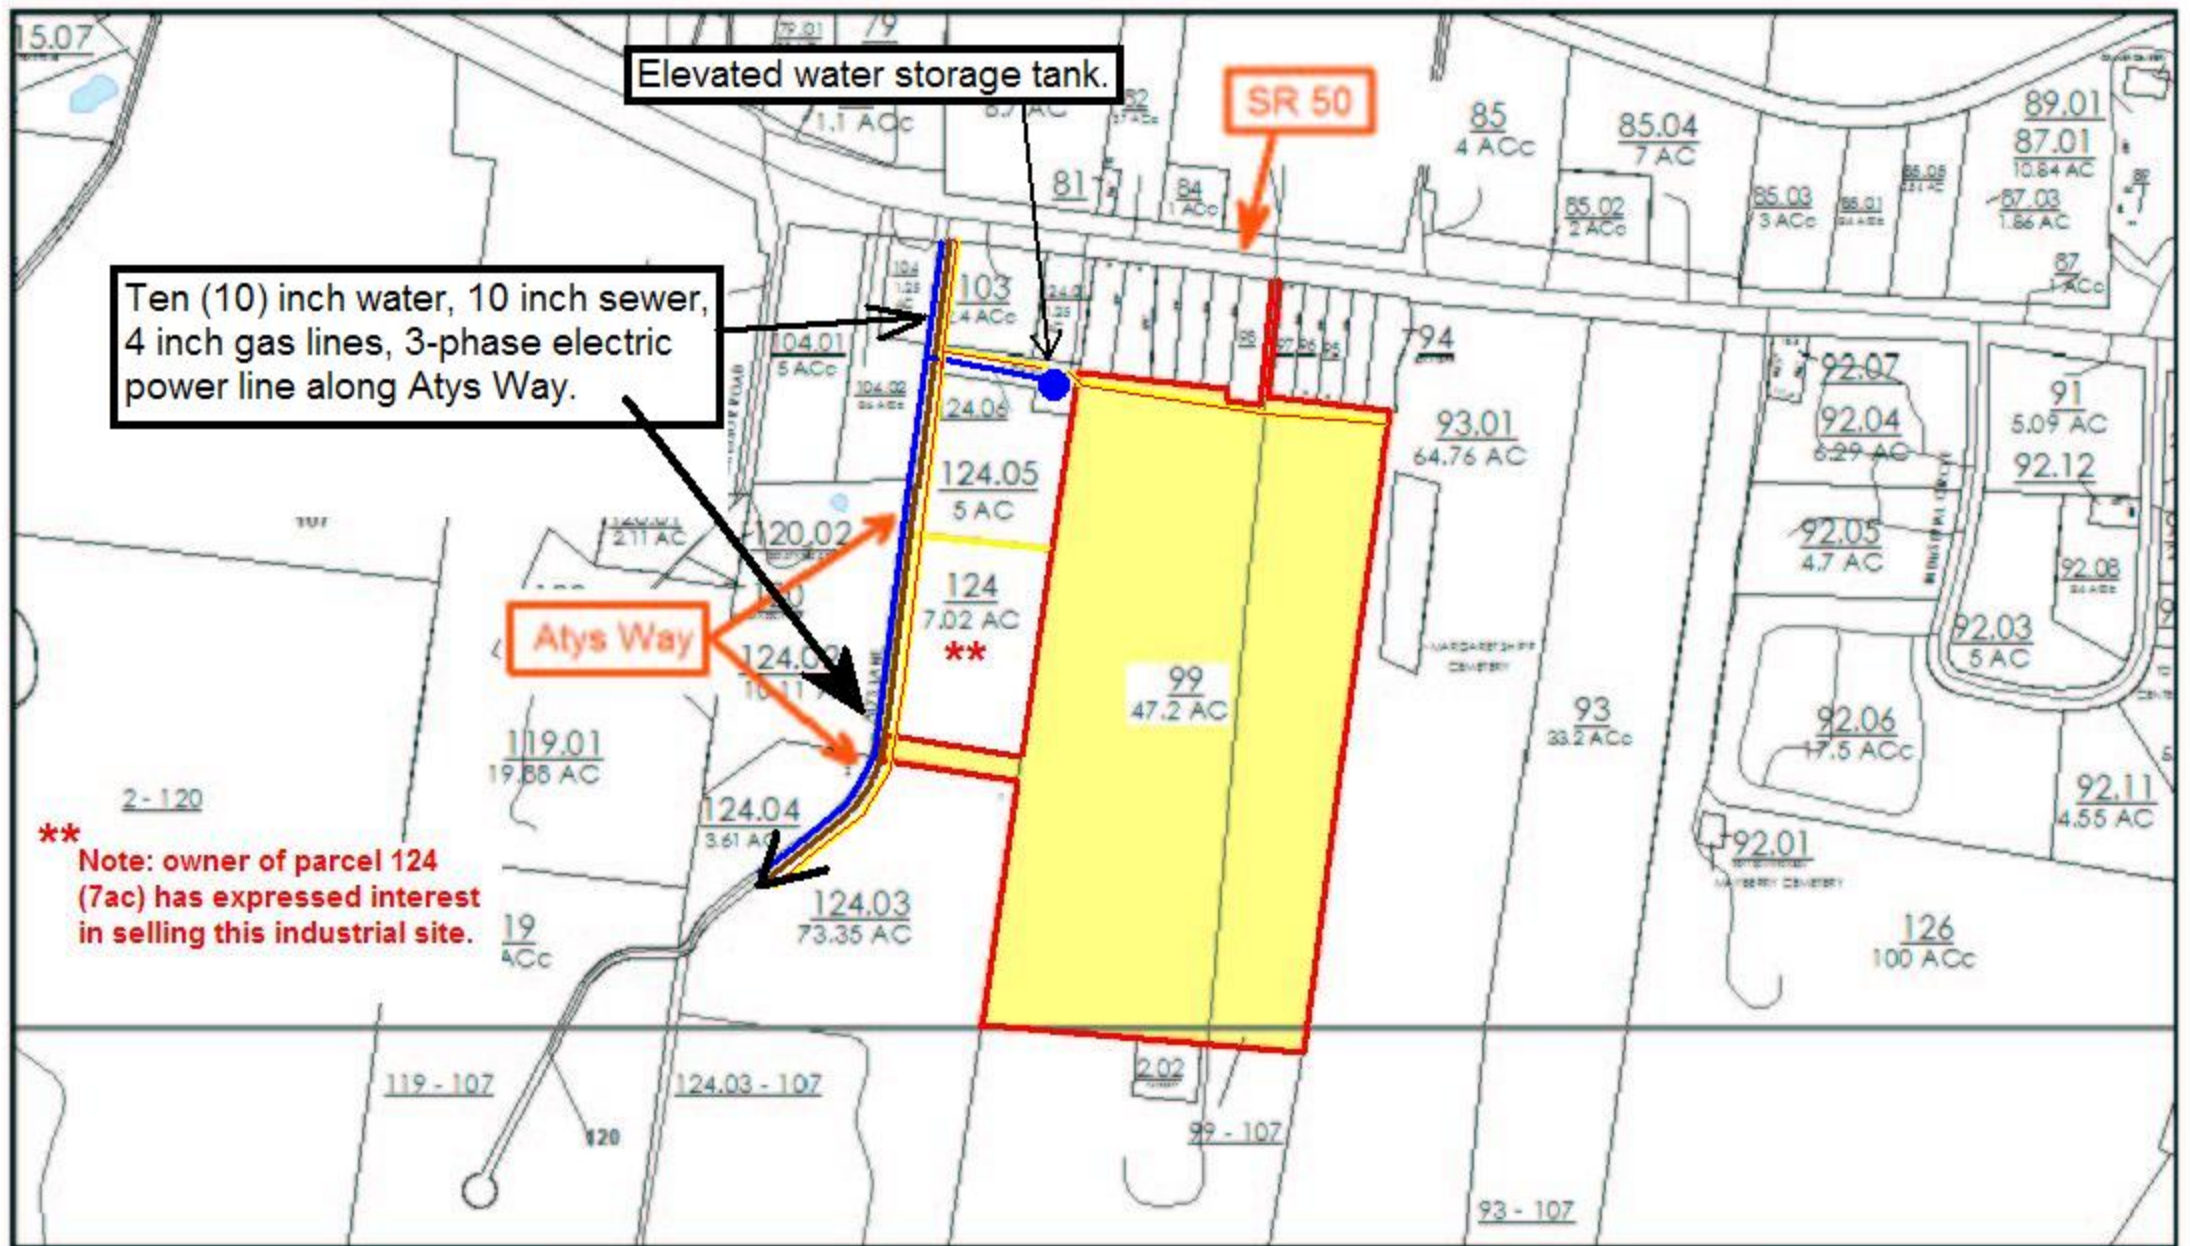 15.07
79.01
79
Elevated water storage tank.
SR 50
1.1 ACc
85
4 ACc
85.04
7 AC
89.01
87.01
10.84 AC
81
84
1 ACc
85.02
2 ACc
85.03
3 ACc
87.03
1.86 AC
87
1 ACc
Ten (10) inch water, 10 inch sewer,
4 inch gas lines, 3-phase electric
power line along Atys Way.
103
104.01
5 ACc
94
92.07
91
5.09 AC
93.01
64.76 AC
92.04
6.29 AC
92.12
124.05
5 AC
120.02
2.11 AC
92.05
4.7 AC
92.08
124
7.02 AC
**
Atys Way
92.03
5 AC
CEMETERY
99
47.2 AC
93
33.2 ACc
92.06
17.5 ACc
119.01
19.88 AC
2 - 120
124.04
92.11
4.55 AC
**
Note: owner of parcel 124
(7ac) has expressed interest
in selling this industrial site.
92.01
MAYBERRY CEMETERY
124.03
73.35 AC
19
ACc
126
100 ACc
2.02
119 - 107
124.03 - 107
120
99 - 107
93 - 107